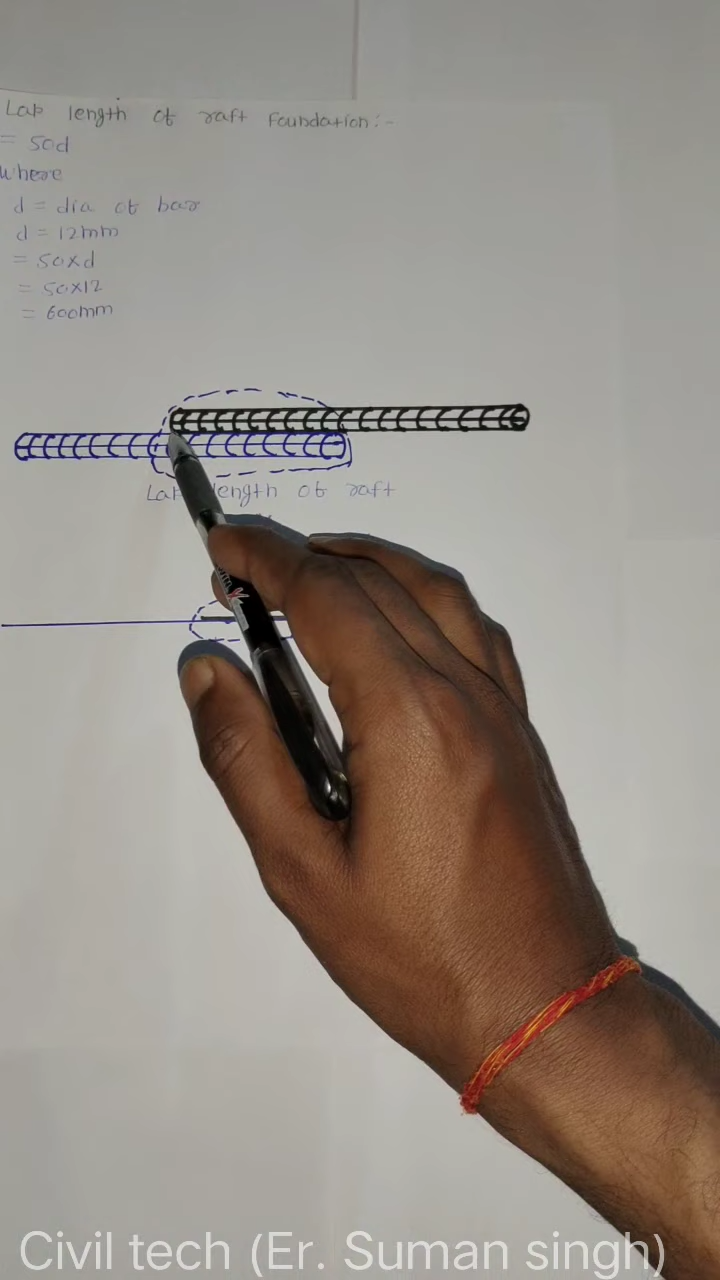 Lap length of raft foundation:-
= 50d
Where
d = dia of bar
d = 12mm
= 50xd
= 50x12
= 600mm
Lap length of raft
Civil tech (Er. Suman singh)